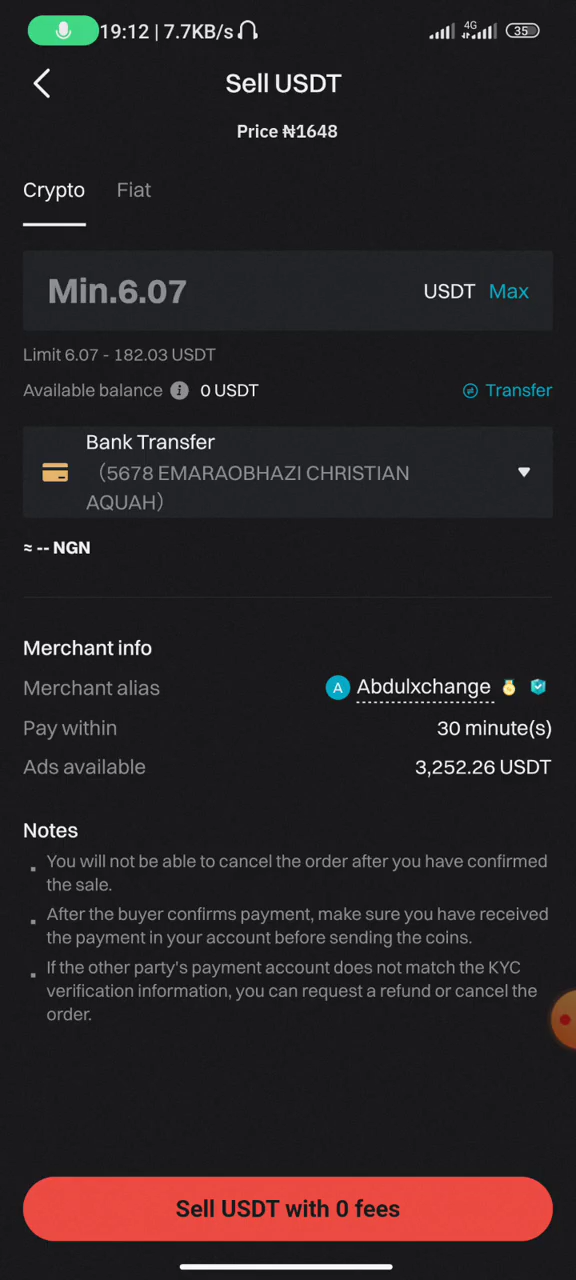 19:12 | 7.7KB/s
4G
35
Sell USDT
Price ₦1648
Crypto Fiat
Min.6.07 USDT Max
Limit 6.07 - 182.03 USDT
Available balance i 0 USDT Transfer
Bank Transfer
(5678 EMARAOBHAZI CHRISTIAN
AQUAH)
≈ -- NGN
Merchant info
Merchant alias A Abdulxchange
Pay within 30 minute(s)
Ads available 3,252.26 USDT
Notes
▪ You will not be able to cancel the order after you have confirmed
the sale.
▪ After the buyer confirms payment, make sure you have received
the payment in your account before sending the coins.
▪ If the other party's payment account does not match the KYC
verification information, you can request a refund or cancel the
order.
Sell USDT with 0 fees